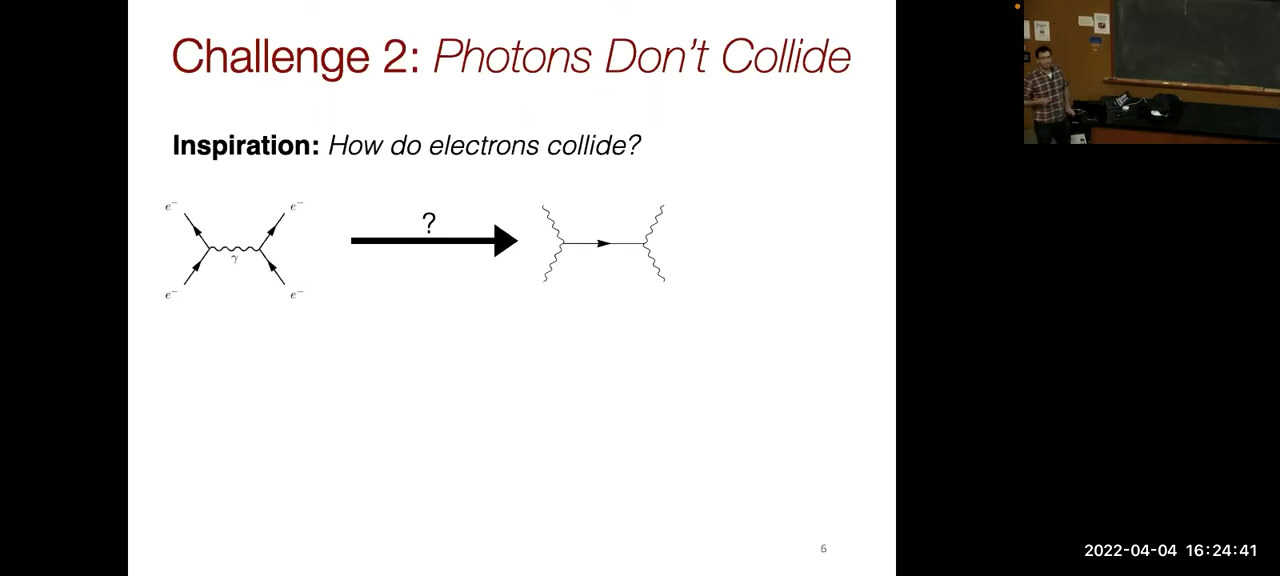 Challenge 2: Photons Don't Collide
Inspiration: How do electrons collide?
e⁻ e⁻
?
γ
e⁻ e⁻
6
2022-04-04 16:24:41